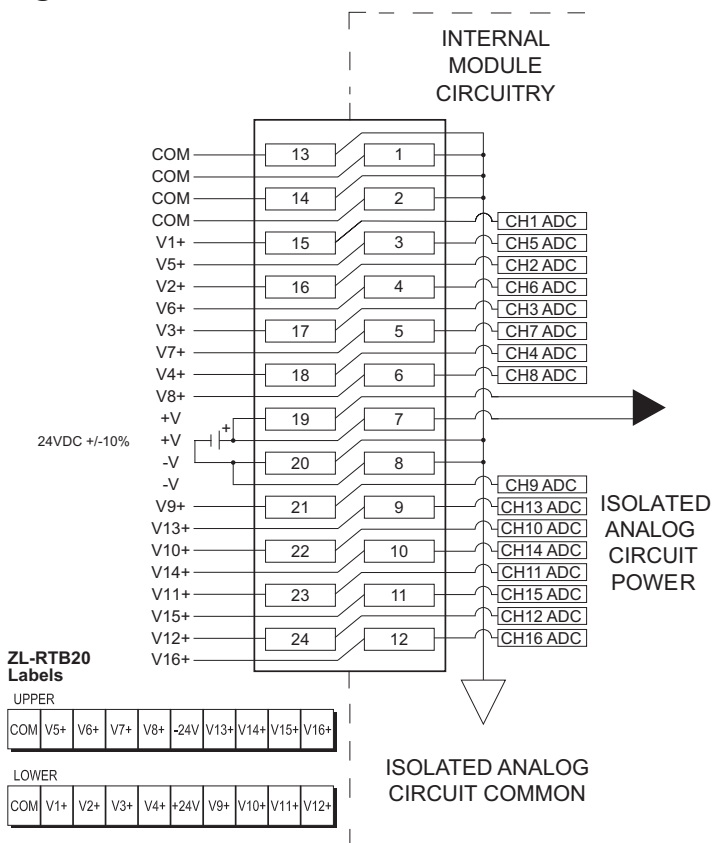 INTERNAL
MODULE
CIRCUITRY
COM
13
1
COM
COM
14
2
COM
CH1 ADC
V1+
15
3
CH5 ADC
V5+
CH2 ADC
V2+
16
4
CH6 ADC
V6+
CH3 ADC
V3+
17
5
CH7 ADC
V7+
CH4 ADC
V4+
18
6
CH8 ADC
V8+
+V
19
7
24VDC +/-10%
+V
+
-V
20
8
-V
CH9 ADC
V9+
21
9
CH13 ADC
V13+
CH10 ADC
V10+
22
10
CH14 ADC
V14+
CH11 ADC
V11+
23
11
CH15 ADC
V15+
CH12 ADC
V12+
24
12
CH16 ADC
V16+
ISOLATED
ANALOG
CIRCUIT
POWER
ZL-RTB20
Labels
UPPER
COM V5+ V6+ V7+ V8+ -24V V13+ V14+ V15+ V16+
LOWER
COM V1+ V2+ V3+ V4+ +24V V9+ V10+ V11+ V12+
ISOLATED ANALOG
CIRCUIT COMMON